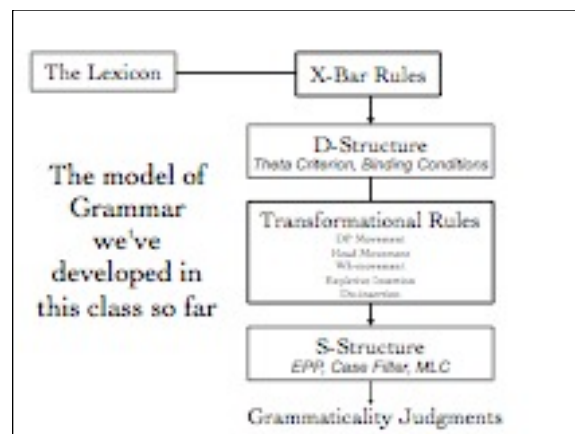 The Lexicon
X-Bar Rules
D-Structure
Theta Criterion, Binding Conditions
The model of
Grammar
we've
developed in
this class so far
Transformational Rules
DP Movement
Head Movement
Wh-movement
Expletive Insertion
Do-insertion
S-Structure
EPP, Case Filter, MLC
Grammaticality Judgments